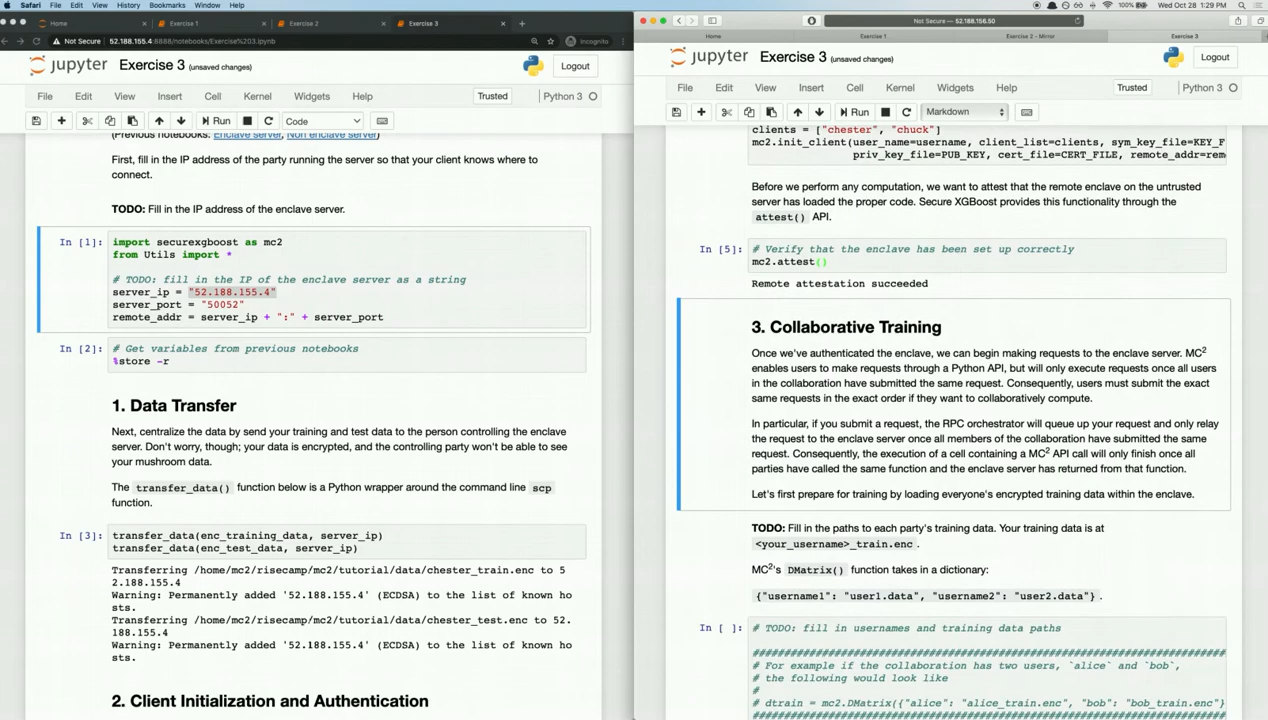 Safari File Edit View History Bookmarks Window Help
100% Wed Oct 28 1:29 PM
Home Exercise 1 Exercise 2 Exercise 3
Not Secure — 52.188.155.4:8888/notebooks/Exercise%203.ipynb
Incognito
jupyter Exercise 3 (unsaved changes)
Logout
File Edit View Insert Cell Kernel Widgets Help
Trusted Python 3
Run
Code
(Previous notebooks: Enclave server, Non enclave server)
First, fill in the IP address of the party running the server so that your client knows where to
connect.
TODO: Fill in the IP address of the enclave server.
In [1]:
import securexgboost as mc2
from Utils import *
# TODO: fill in the IP of the enclave server as a string
server_ip = "52.188.155.4"
server_port = "50052"
remote_addr = server_ip + ":" + server_port
In [2]:
# Get variables from previous notebooks
%store -r
1. Data Transfer
Next, centralize the data by send your training and test data to the person controlling the enclave
server. Don't worry, though; your data is encrypted, and the controlling party won't be able to see
your mushroom data.
The transfer_data() function below is a Python wrapper around the command line scp
function.
In [3]:
transfer_data(enc_training_data, server_ip)
transfer_data(enc_test_data, server_ip)
Transferring /home/mc2/risecamp/mc2/tutorial/data/chester_train.enc to 5
2.188.155.4
Warning: Permanently added '52.188.155.4' (ECDSA) to the list of known ho
sts.
Transferring /home/mc2/risecamp/mc2/tutorial/data/chester_test.enc to 52.
188.155.4
Warning: Permanently added '52.188.155.4' (ECDSA) to the list of known ho
sts.
2. Client Initialization and Authentication
Not Secure — 52.188.156.50
Home Exercise 1 Exercise 2 - Mirror Exercise 3
jupyter Exercise 3 (unsaved changes)
Logout
File Edit View Insert Cell Kernel Widgets Help
Trusted Python 3
Run
Markdown
clients = ["chester", "chuck"]
mc2.init_client(user_name=username, client_list=clients, sym_key_file=KEY_F
priv_key_file=PUB_KEY, cert_file=CERT_FILE, remote_addr=rem
Before we perform any computation, we want to attest that the remote enclave on the untrusted
server has loaded the proper code. Secure XGBoost provides this functionality through the
attest() API.
In [5]:
# Verify that the enclave has been set up correctly
mc2.attest()
Remote attestation succeeded
3. Collaborative Training
Once we've authenticated the enclave, we can begin making requests to the enclave server. MC2
enables users to make requests through a Python API, but will only execute requests once all users
in the collaboration have submitted the same request. Consequently, users must submit the exact
same requests in the exact order if they want to collaboratively compute.
In particular, if you submit a request, the RPC orchestrator will queue up your request and only relay
the request to the enclave server once all members of the collaboration have submitted the same
request. Consequently, the execution of a cell containing a MC2 API call will only finish once all
parties have called the same function and the enclave server has returned from that function.
Let's first prepare for training by loading everyone's encrypted training data within the enclave.
TODO: Fill in the paths to each party's training data. Your training data is at
<your_username>_train.enc .
MC2's DMatrix() function takes in a dictionary:
{"username1": "user1.data", "username2": "user2.data"} .
In [ ]:
# TODO: fill in usernames and training data paths
############################################################################
# For example if the collaboration has two users, `alice` and `bob`,
# the following would look like
#
# dtrain = mc2.DMatrix({"alice": "alice_train.enc", "bob": "bob_train.enc"}
############################################################################